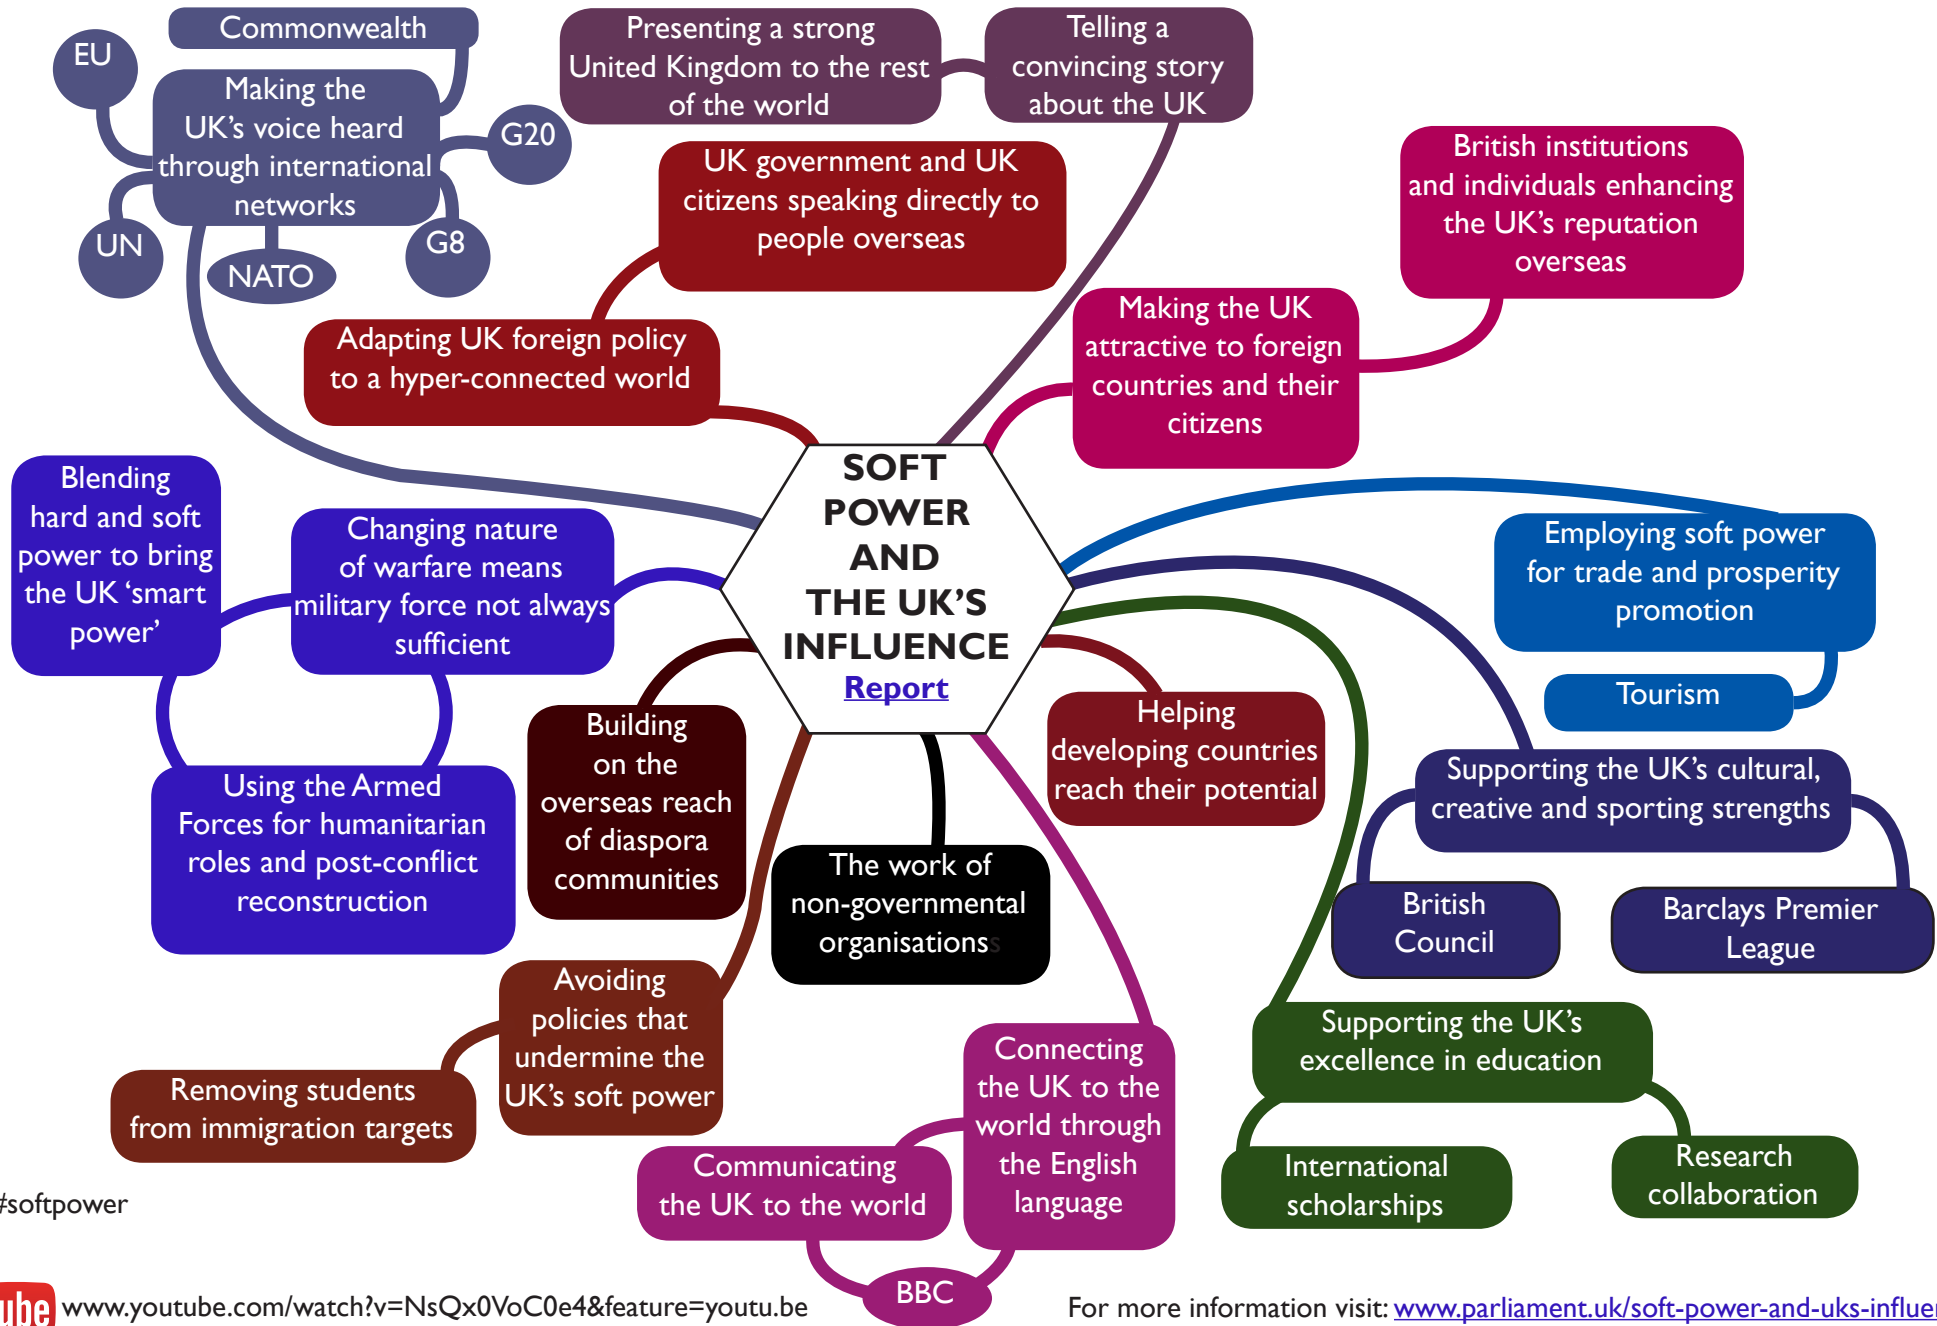 Commonwealth
EU
Making the
UK's voice heard
through international
networks
G20
UN
NATO
G8
Presenting a strong
United Kingdom to the rest
of the world
Telling a
convincing story
about the UK
UK government and UK
citizens speaking directly to
people overseas
Adapting UK foreign policy
to a hyper-connected world
British institutions
and individuals enhancing
the UK's reputation
overseas
Making the UK
attractive to foreign
countries and their
citizens
SOFT
POWER
AND
THE UK'S
INFLUENCE
Report
Blending
hard and soft
power to bring
the UK ‘smart
power’
Changing nature
of warfare means
military force not always
sufficient
Using the Armed
Forces for humanitarian
roles and post-conflict
reconstruction
Employing soft power
for trade and prosperity
promotion
Tourism
Supporting the UK's cultural,
creative and sporting strengths
British
Council
Barclays Premier
League
Helping
developing countries
reach their potential
Building
on the
overseas reach
of diaspora
communities
The work of
non-governmental
organisationss
Avoiding
policies that
undermine the
UK's soft power
Removing students
from immigration targets
Connecting
the UK to the
world through
the English
language
Communicating
the UK to the world
BBC
Supporting the UK's
excellence in education
International
scholarships
Research
collaboration
#softpower
ube www.youtube.com/watch?v=NsQx0VoC0e4&feature=youtu.be
For more information visit: www.parliament.uk/soft-power-and-uks-influen